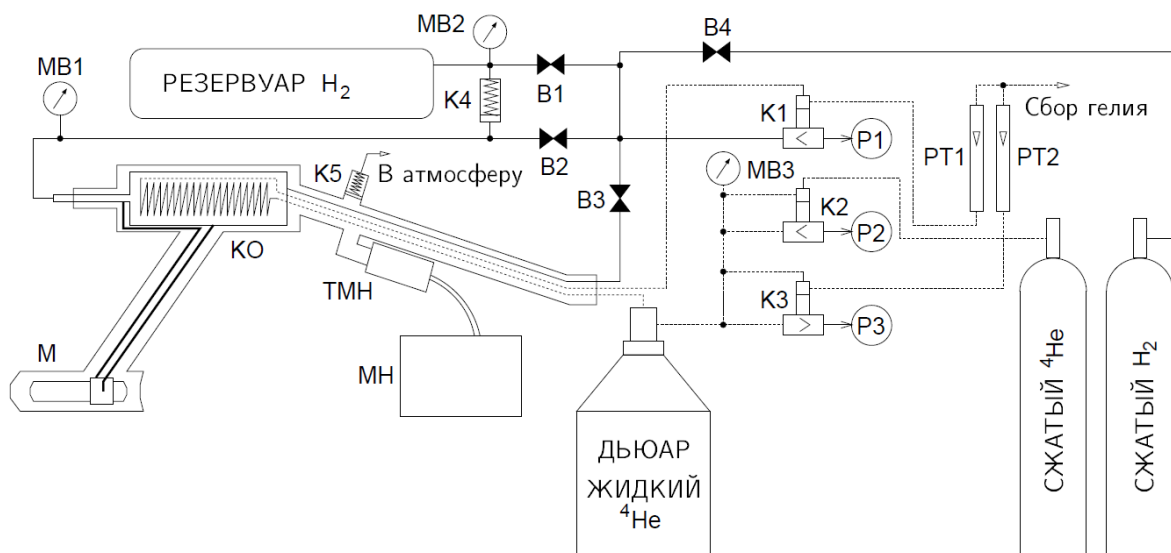 МВ2
В4
МВ1
РЕЗЕРВУАР H₂
К4
В1
В2
К1
<
Р1
РТ1
РТ2
Сбор гелия
К5
В атмосферу
В3
МВ3
К2
<
Р2
КО
ТМН
К3
>
Р3
М
МН
ДЬЮАР
ЖИДКИЙ
⁴He
СЖАТЫЙ ⁴He
СЖАТЫЙ H₂